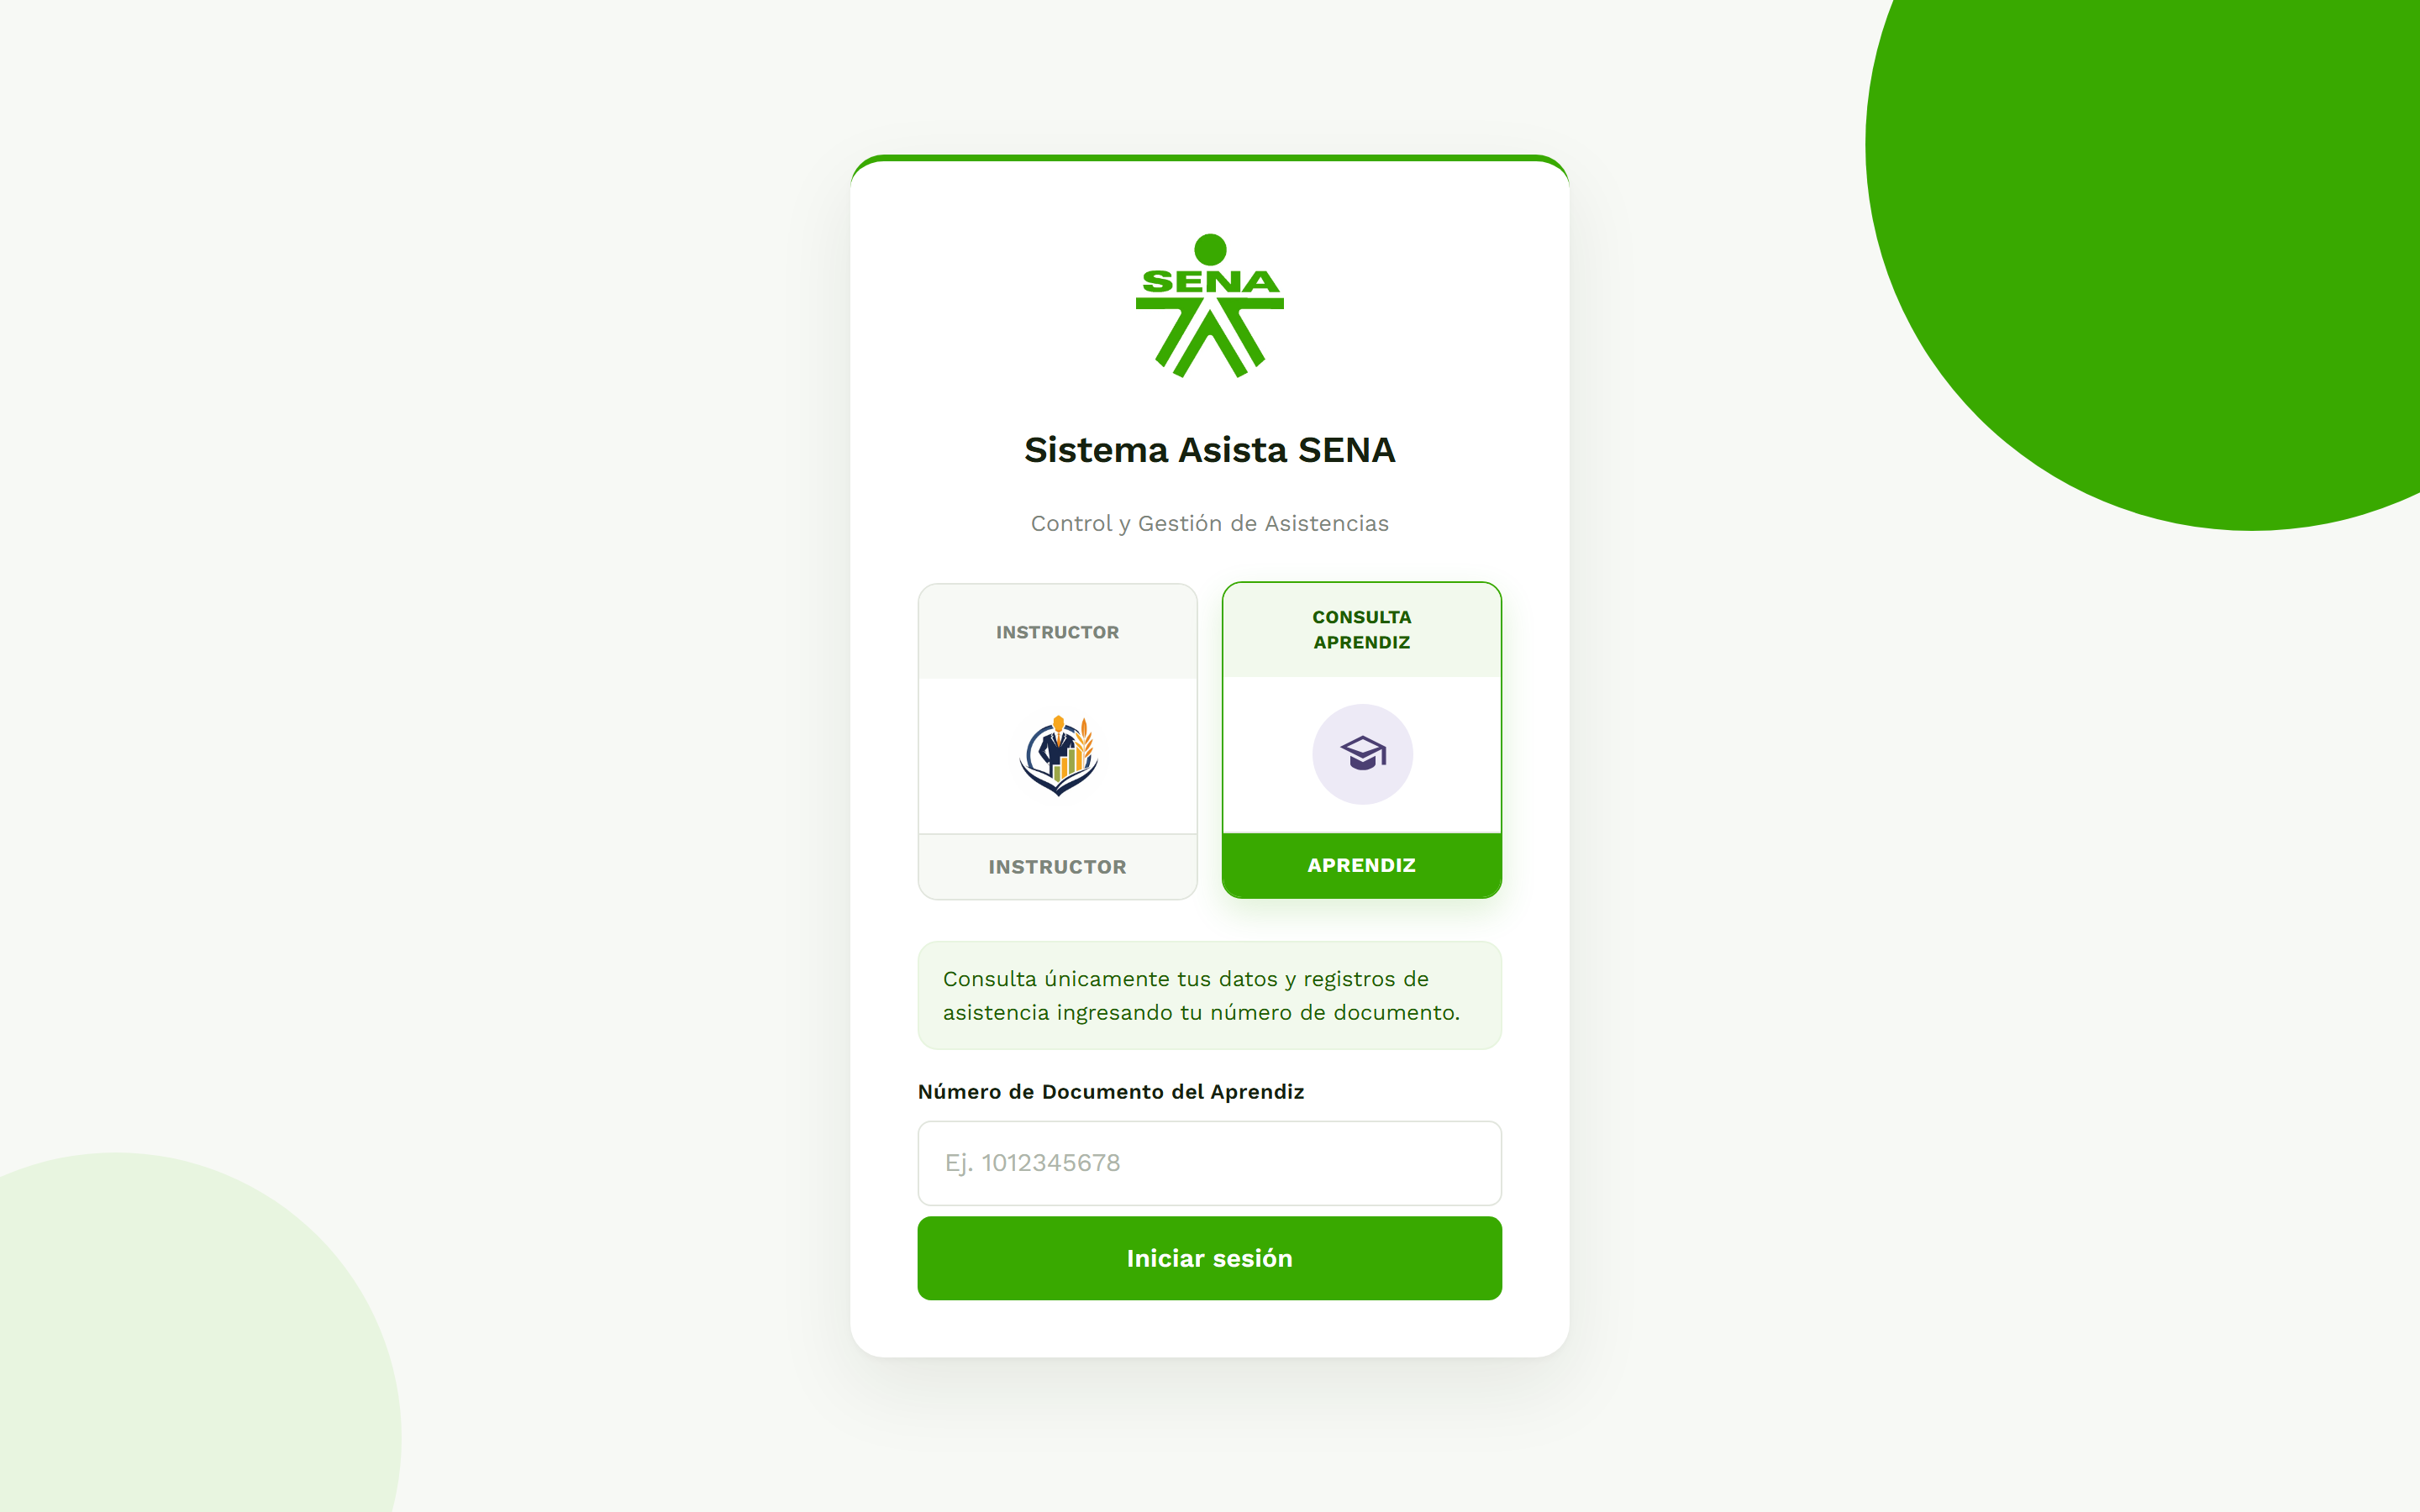 SENA
Sistema Asista SENA
Control y Gestión de Asistencias
INSTRUCTOR
INSTRUCTOR
CONSULTA
APRENDIZ
APRENDIZ
Consulta únicamente tus datos y registros de
asistencia ingresando tu número de documento.
Número de Documento del Aprendiz
Ej. 1012345678
Iniciar sesión